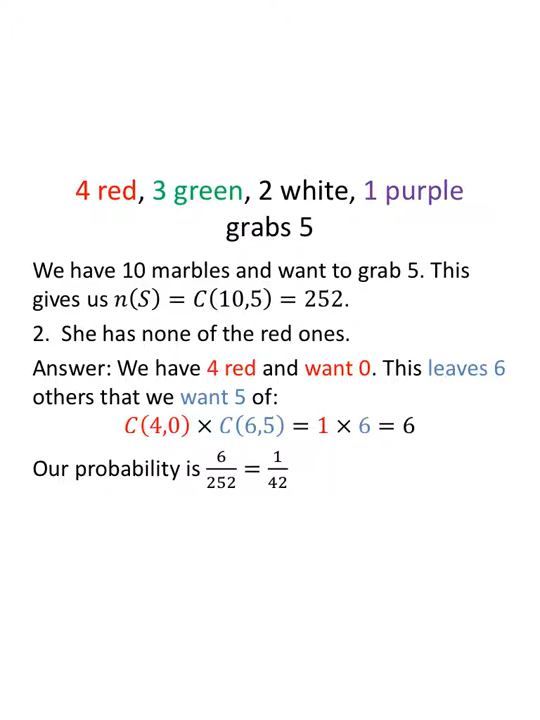 4 red, 3 green, 2 white, 1 purple
grabs 5
We have 10 marbles and want to grab 5. This
gives us n(S) = C(10,5) = 252.
2. She has none of the red ones.
Answer: We have 4 red and want 0. This leaves 6
others that we want 5 of:
C(4,0) × C(6,5) = 1 × 6 = 6
Our probability is 6/252 = 1/42